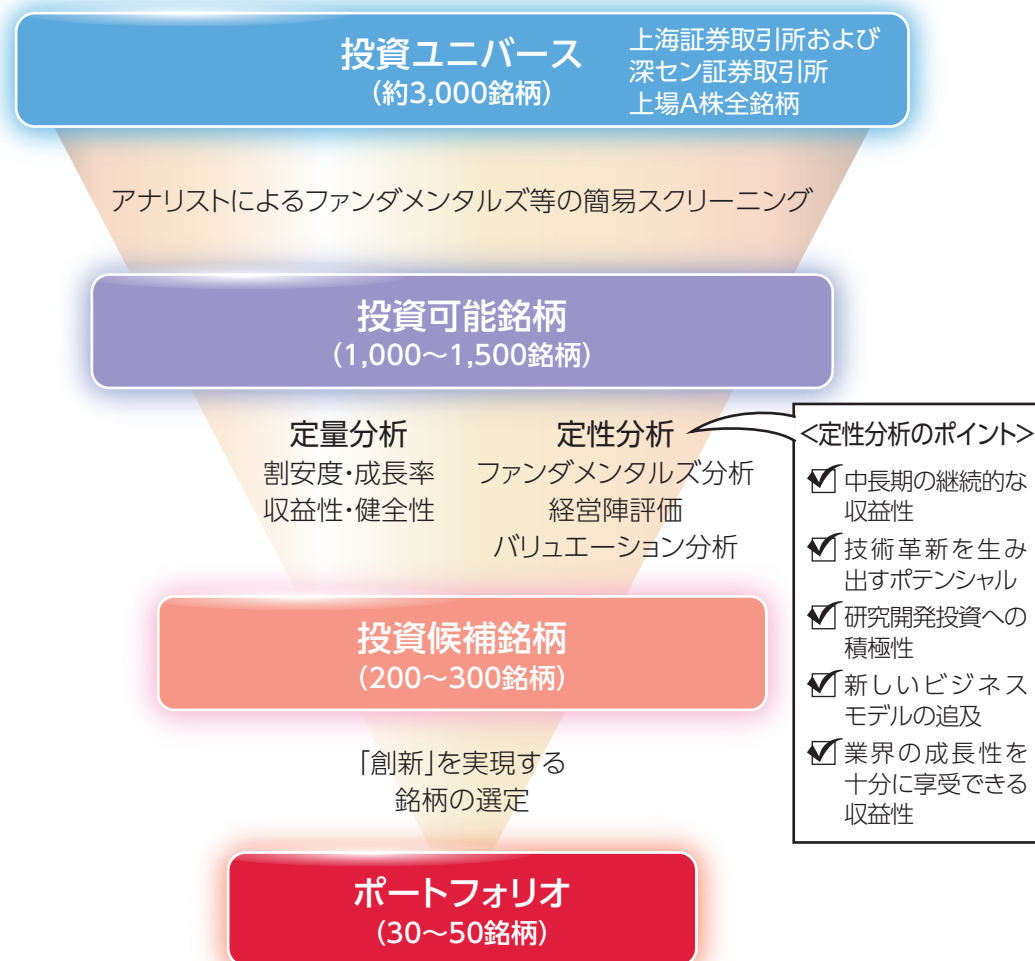 投資ユニバース
(約3,000銘柄)
上海証券取引所および
深セン証券取引所
上場A株全銘柄
アナリストによるファンダメンタルズ等の簡易スクリーニング
投資可能銘柄
(1,000～1,500銘柄)
定量分析
割安度・成長率
収益性・健全性
定性分析
ファンダメンタルズ分析
経営陣評価
バリュエーション分析
<定性分析のポイント>
中長期の継続的な
収益性
技術革新を生み
出すポテンシャル
研究開発投資への
積極性
新しいビジネス
モデルの追及
業界の成長性を
十分に享受できる
収益性
投資候補銘柄
(200～300銘柄)
「創新」を実現する
銘柄の選定
ポートフォリオ
(30～50銘柄)